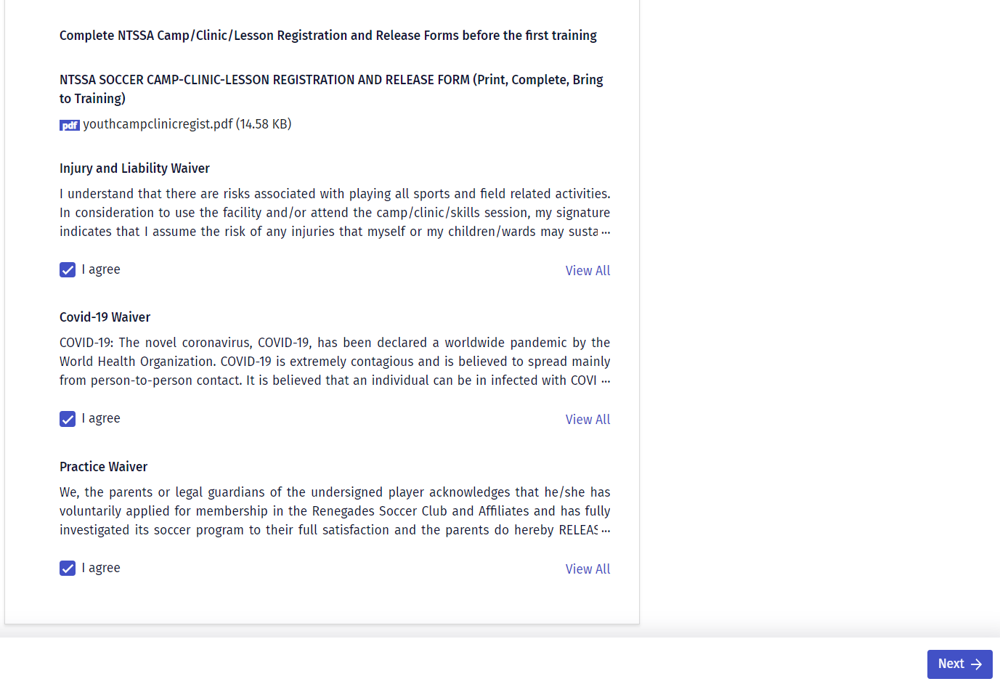 Complete NTSSA Camp/Clinic/Lesson Registration and Release Forms before the first training
NTSSA SOCCER CAMP-CLINIC-LESSON REGISTRATION AND RELEASE FORM (Print, Complete, Bring
to Training)
pdf youthcampclinicregist.pdf (14.58 KB)
Injury and Liability Waiver
I understand that there are risks associated with playing all sports and field related activities.
In consideration to use the facility and/or attend the camp/clinic/skills session, my signature
indicates that I assume the risk of any injuries that myself or my children/wards may susta ...
I agree View All
Covid-19 Waiver
COVID-19: The novel coronavirus, COVID-19, has been declared a worldwide pandemic by the
World Health Organization. COVID-19 is extremely contagious and is believed to spread mainly
from person-to-person contact. It is believed that an individual can be in infected with COVI ...
I agree View All
Practice Waiver
We, the parents or legal guardians of the undersigned player acknowledges that he/she has
voluntarily applied for membership in the Renegades Soccer Club and Affiliates and has fully
investigated its soccer program to their full satisfaction and the parents do hereby RELEAS ...
I agree View All
Next →